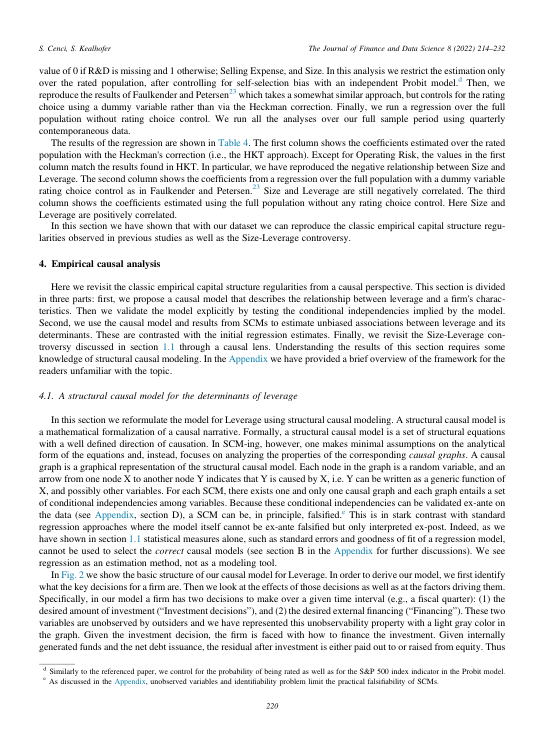 S. Cenci, S. Kealhofer
The Journal of Finance and Data Science 8 (2022) 214–232
value of 0 if R&D is missing and 1 otherwise; Selling Expense, and Size. In this analysis we restrict the estimation only
over the rated population, after controlling for self-selection bias with an independent Probit model.d Then, we
reproduce the results of Faulkender and Petersen23 which takes a somewhat similar approach, but controls for the rating
choice using a dummy variable rather than via the Heckman correction. Finally, we run a regression over the full
population without rating choice control. We run all the analyses over our full sample period using quarterly
contemporaneous data.
The results of the regression are shown in Table 4. The first column shows the coefficients estimated over the rated
population with the Heckman's correction (i.e., the HKT approach). Except for Operating Risk, the values in the first
column match the results found in HKT. In particular, we have reproduced the negative relationship between Size and
Leverage. The second column shows the coefficients from a regression over the full population with a dummy variable
rating choice control as in Faulkender and Petersen.23 Size and Leverage are still negatively correlated. The third
column shows the coefficients estimated using the full population without any rating choice control. Here Size and
Leverage are positively correlated.
In this section we have shown that with our dataset we can reproduce the classic empirical capital structure regu-
larities observed in previous studies as well as the Size-Leverage controversy.
4. Empirical causal analysis
Here we revisit the classic empirical capital structure regularities from a causal perspective. This section is divided
in three parts: first, we propose a causal model that describes the relationship between leverage and a firm's charac-
teristics. Then we validate the model explicitly by testing the conditional independencies implied by the model.
Second, we use the causal model and results from SCMs to estimate unbiased associations between leverage and its
determinants. These are contrasted with the initial regression estimates. Finally, we revisit the Size-Leverage con-
troversy discussed in section 1.1 through a causal lens. Understanding the results of this section requires some
knowledge of structural causal modeling. In the Appendix we have provided a brief overview of the framework for the
readers unfamiliar with the topic.
4.1. A structural causal model for the determinants of leverage
In this section we reformulate the model for Leverage using structural causal modeling. A structural causal model is
a mathematical formalization of a causal narrative. Formally, a structural causal model is a set of structural equations
with a well defined direction of causation. In SCM-ing, however, one makes minimal assumptions on the analytical
form of the equations and, instead, focuses on analyzing the properties of the corresponding causal graphs. A causal
graph is a graphical representation of the structural causal model. Each node in the graph is a random variable, and an
arrow from one node X to another node Y indicates that Y is caused by X, i.e. Y can be written as a generic function of
X, and possibly other variables. For each SCM, there exists one and only one causal graph and each graph entails a set
of conditional independencies among variables. Because these conditional independencies can be validated ex-ante on
the data (see Appendix, section D), a SCM can be, in principle, falsified.e This is in stark contrast with standard
regression approaches where the model itself cannot be ex-ante falsified but only interpreted ex-post. Indeed, as we
have shown in section 1.1 statistical measures alone, such as standard errors and goodness of fit of a regression model,
cannot be used to select the correct causal models (see section B in the Appendix for further discussions). We see
regression as an estimation method, not as a modeling tool.
In Fig. 2 we show the basic structure of our causal model for Leverage. In order to derive our model, we first identify
what the key decisions for a firm are. Then we look at the effects of those decisions as well at the factors driving them.
Specifically, in our model a firm has two decisions to make over a given time interval (e.g., a fiscal quarter): (1) the
desired amount of investment (“Investment decisions”), and (2) the desired external financing (“Financing”). These two
variables are unobserved by outsiders and we have represented this unobservability property with a light gray color in
the graph. Given the investment decision, the firm is faced with how to finance the investment. Given internally
generated funds and the net debt issuance, the residual after investment is either paid out to or raised from equity. Thus
d Similarly to the referenced paper, we control for the probability of being rated as well as for the S&P 500 index indicator in the Probit model.
e As discussed in the Appendix, unobserved variables and identifiability problem limit the practical falsifiability of SCMs.
220